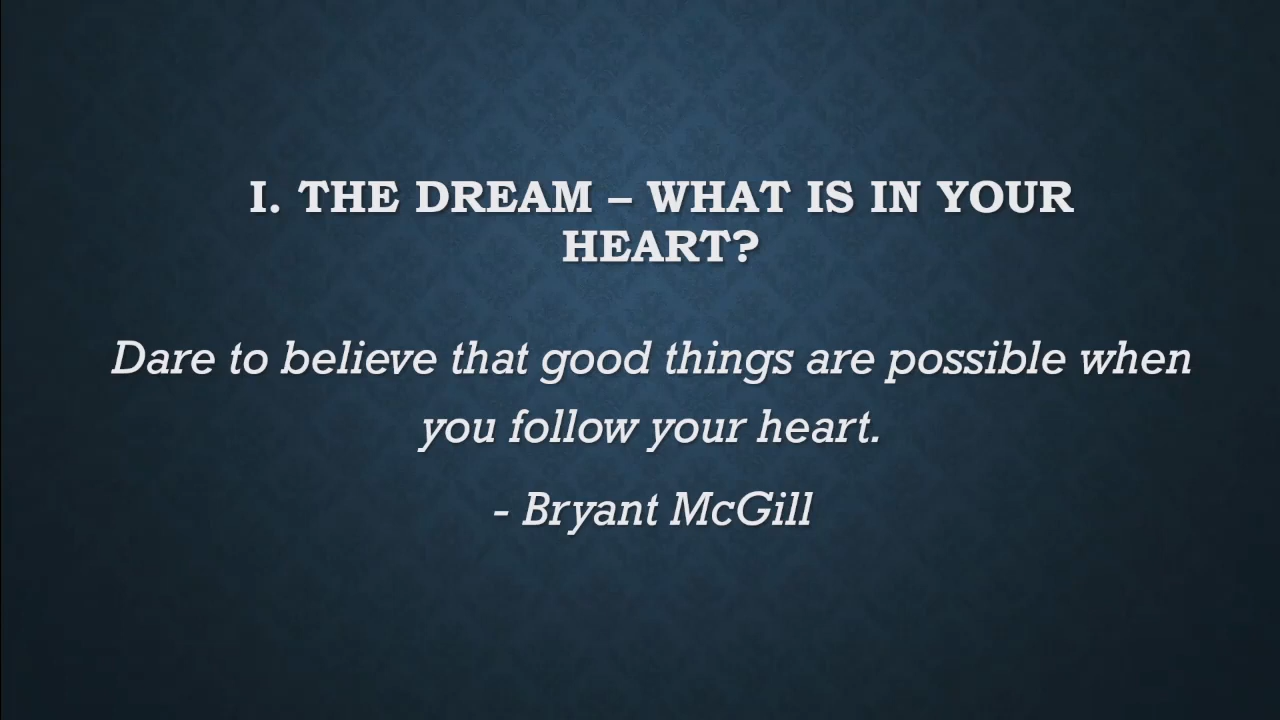 I. THE DREAM – WHAT IS IN YOUR
HEART?
Dare to believe that good things are possible when
you follow your heart.
- Bryant McGill